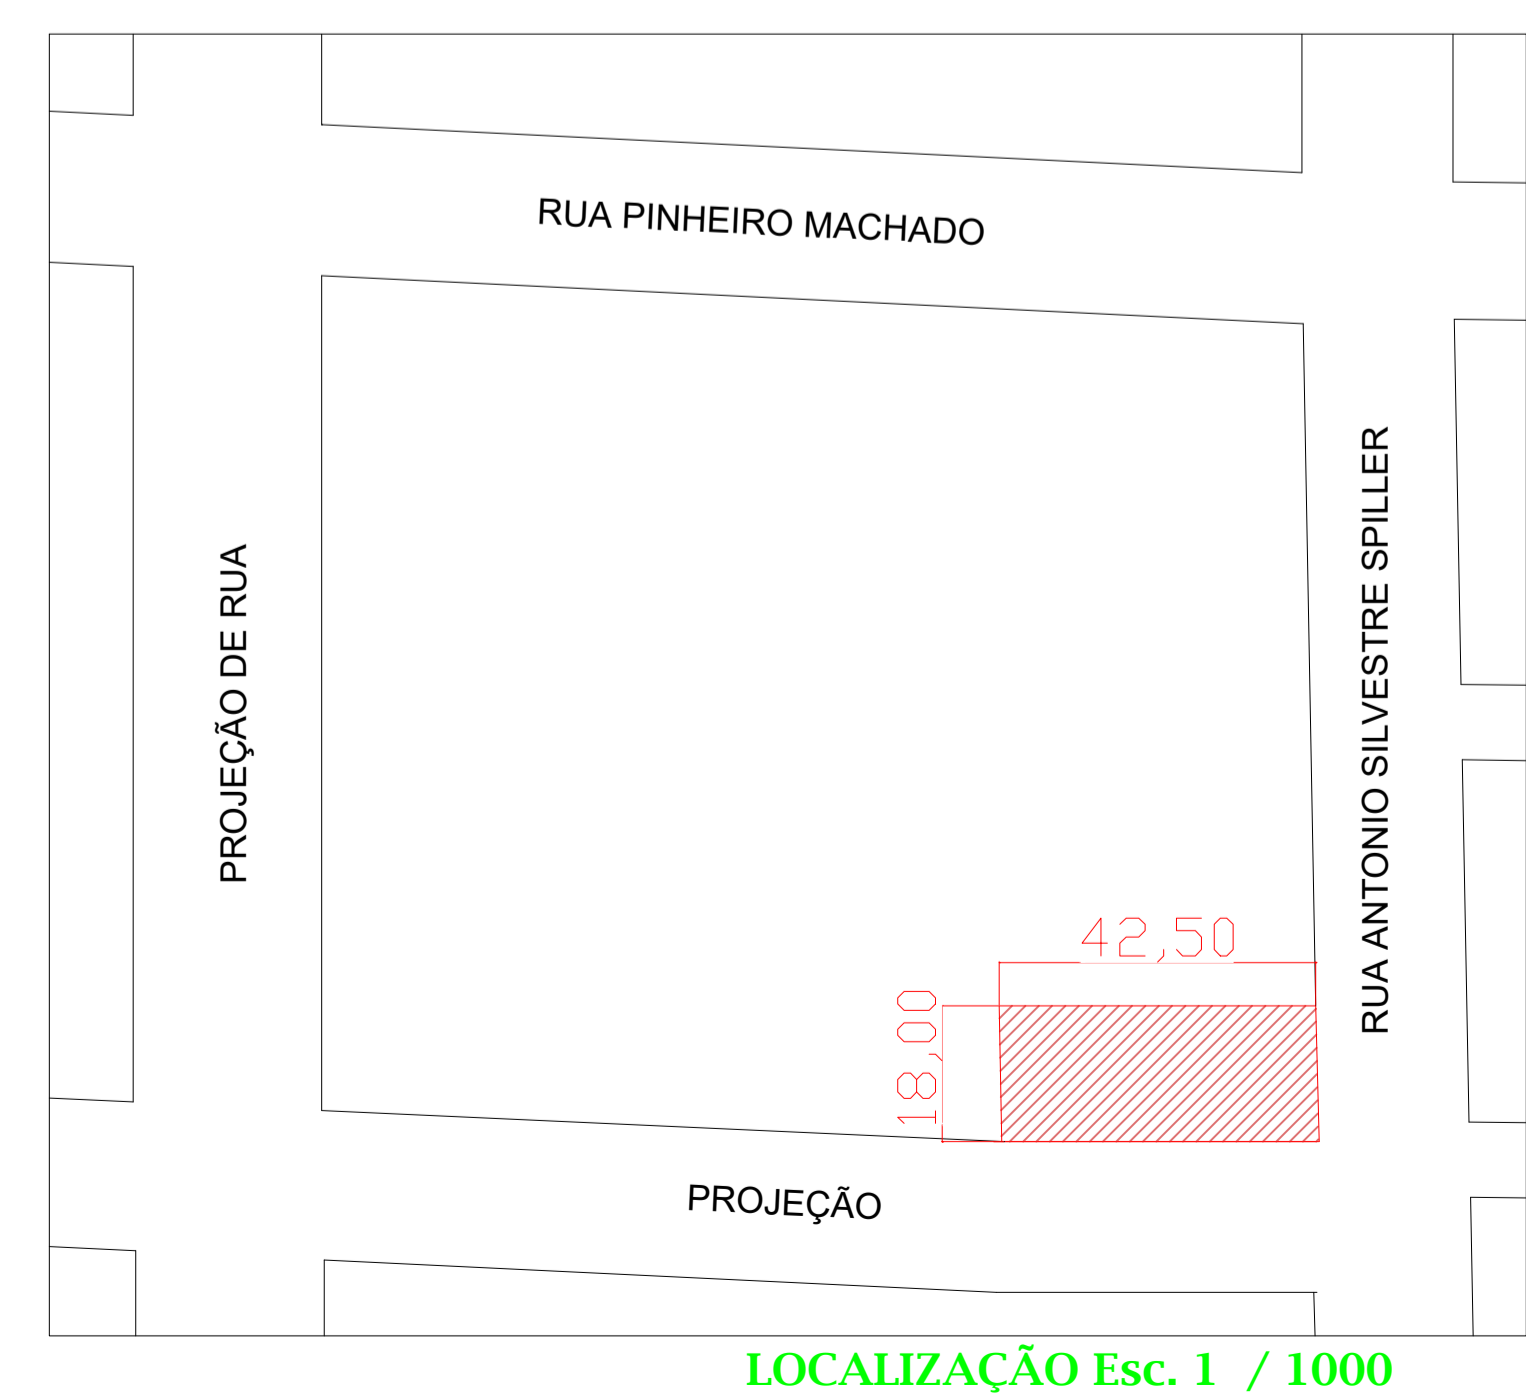 RUA PINHEIRO MACHADO
PROJEÇÃO DE RUA
RUA ANTONIO SILVESTRE SPILLER
42,50
18,00
PROJEÇÃO
LOCALIZAÇÃO Esc. 1 / 1000